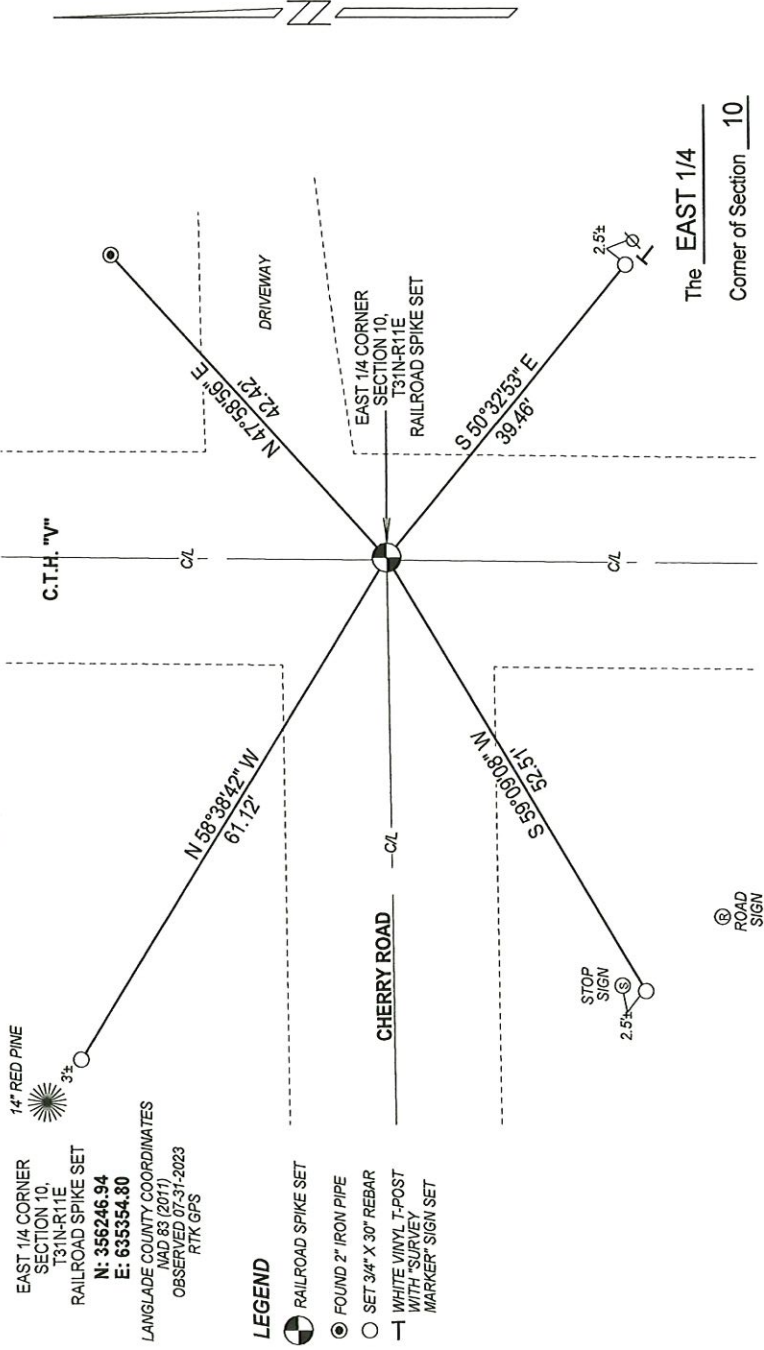 14" RED PINE
3'±
EAST 1/4 CORNER
SECTION 10,
T31N-R11E
RAILROAD SPIKE SET
N: 356246.94
E: 635354.80
LANGLADE COUNTY COORDINATES
NAD 83 (2011)
OBSERVED 07-31-2023
RTK GPS
LEGEND
RAILROAD SPIKE SET
FOUND 2" IRON PIPE
SET 3/4" X 30" REBAR
WHITE VINYL T-POST
WITH "SURVEY
MARKER" SIGN SET
N 58°38'42" W
61.12'
C.T.H. "V"
C/L
N 47°58'56" E
42.42'
DRIVEWAY
EAST 1/4 CORNER
SECTION 10,
T31N-R11E
RAILROAD SPIKE SET
CHERRY ROAD
C/L
S 59°09'08" W
52.51'
STOP
SIGN
S
2.5'±
R
ROAD
SIGN
C/L
S 50°32'53" E
39.46'
2.5'±
The EAST 1/4
Corner of Section 10
N